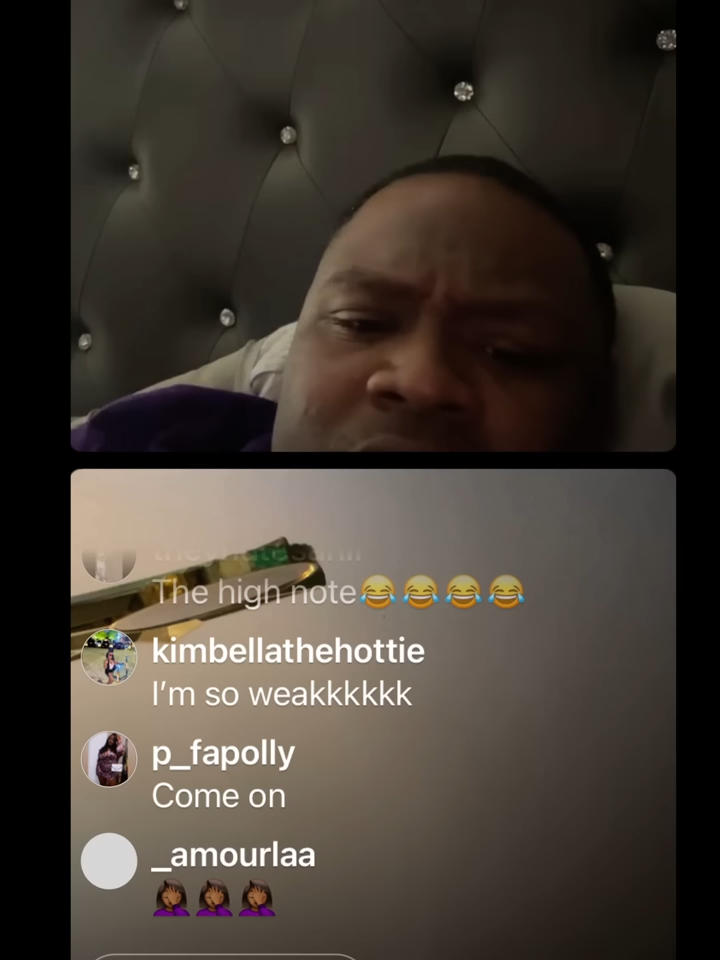 The high note😂😂😂😂
kimbellathehottie
I'm so weakkkkkk
p_fapolly
Come on
_amourlaa
🤦🏾‍♀️🤦🏾‍♀️🤦🏾‍♀️